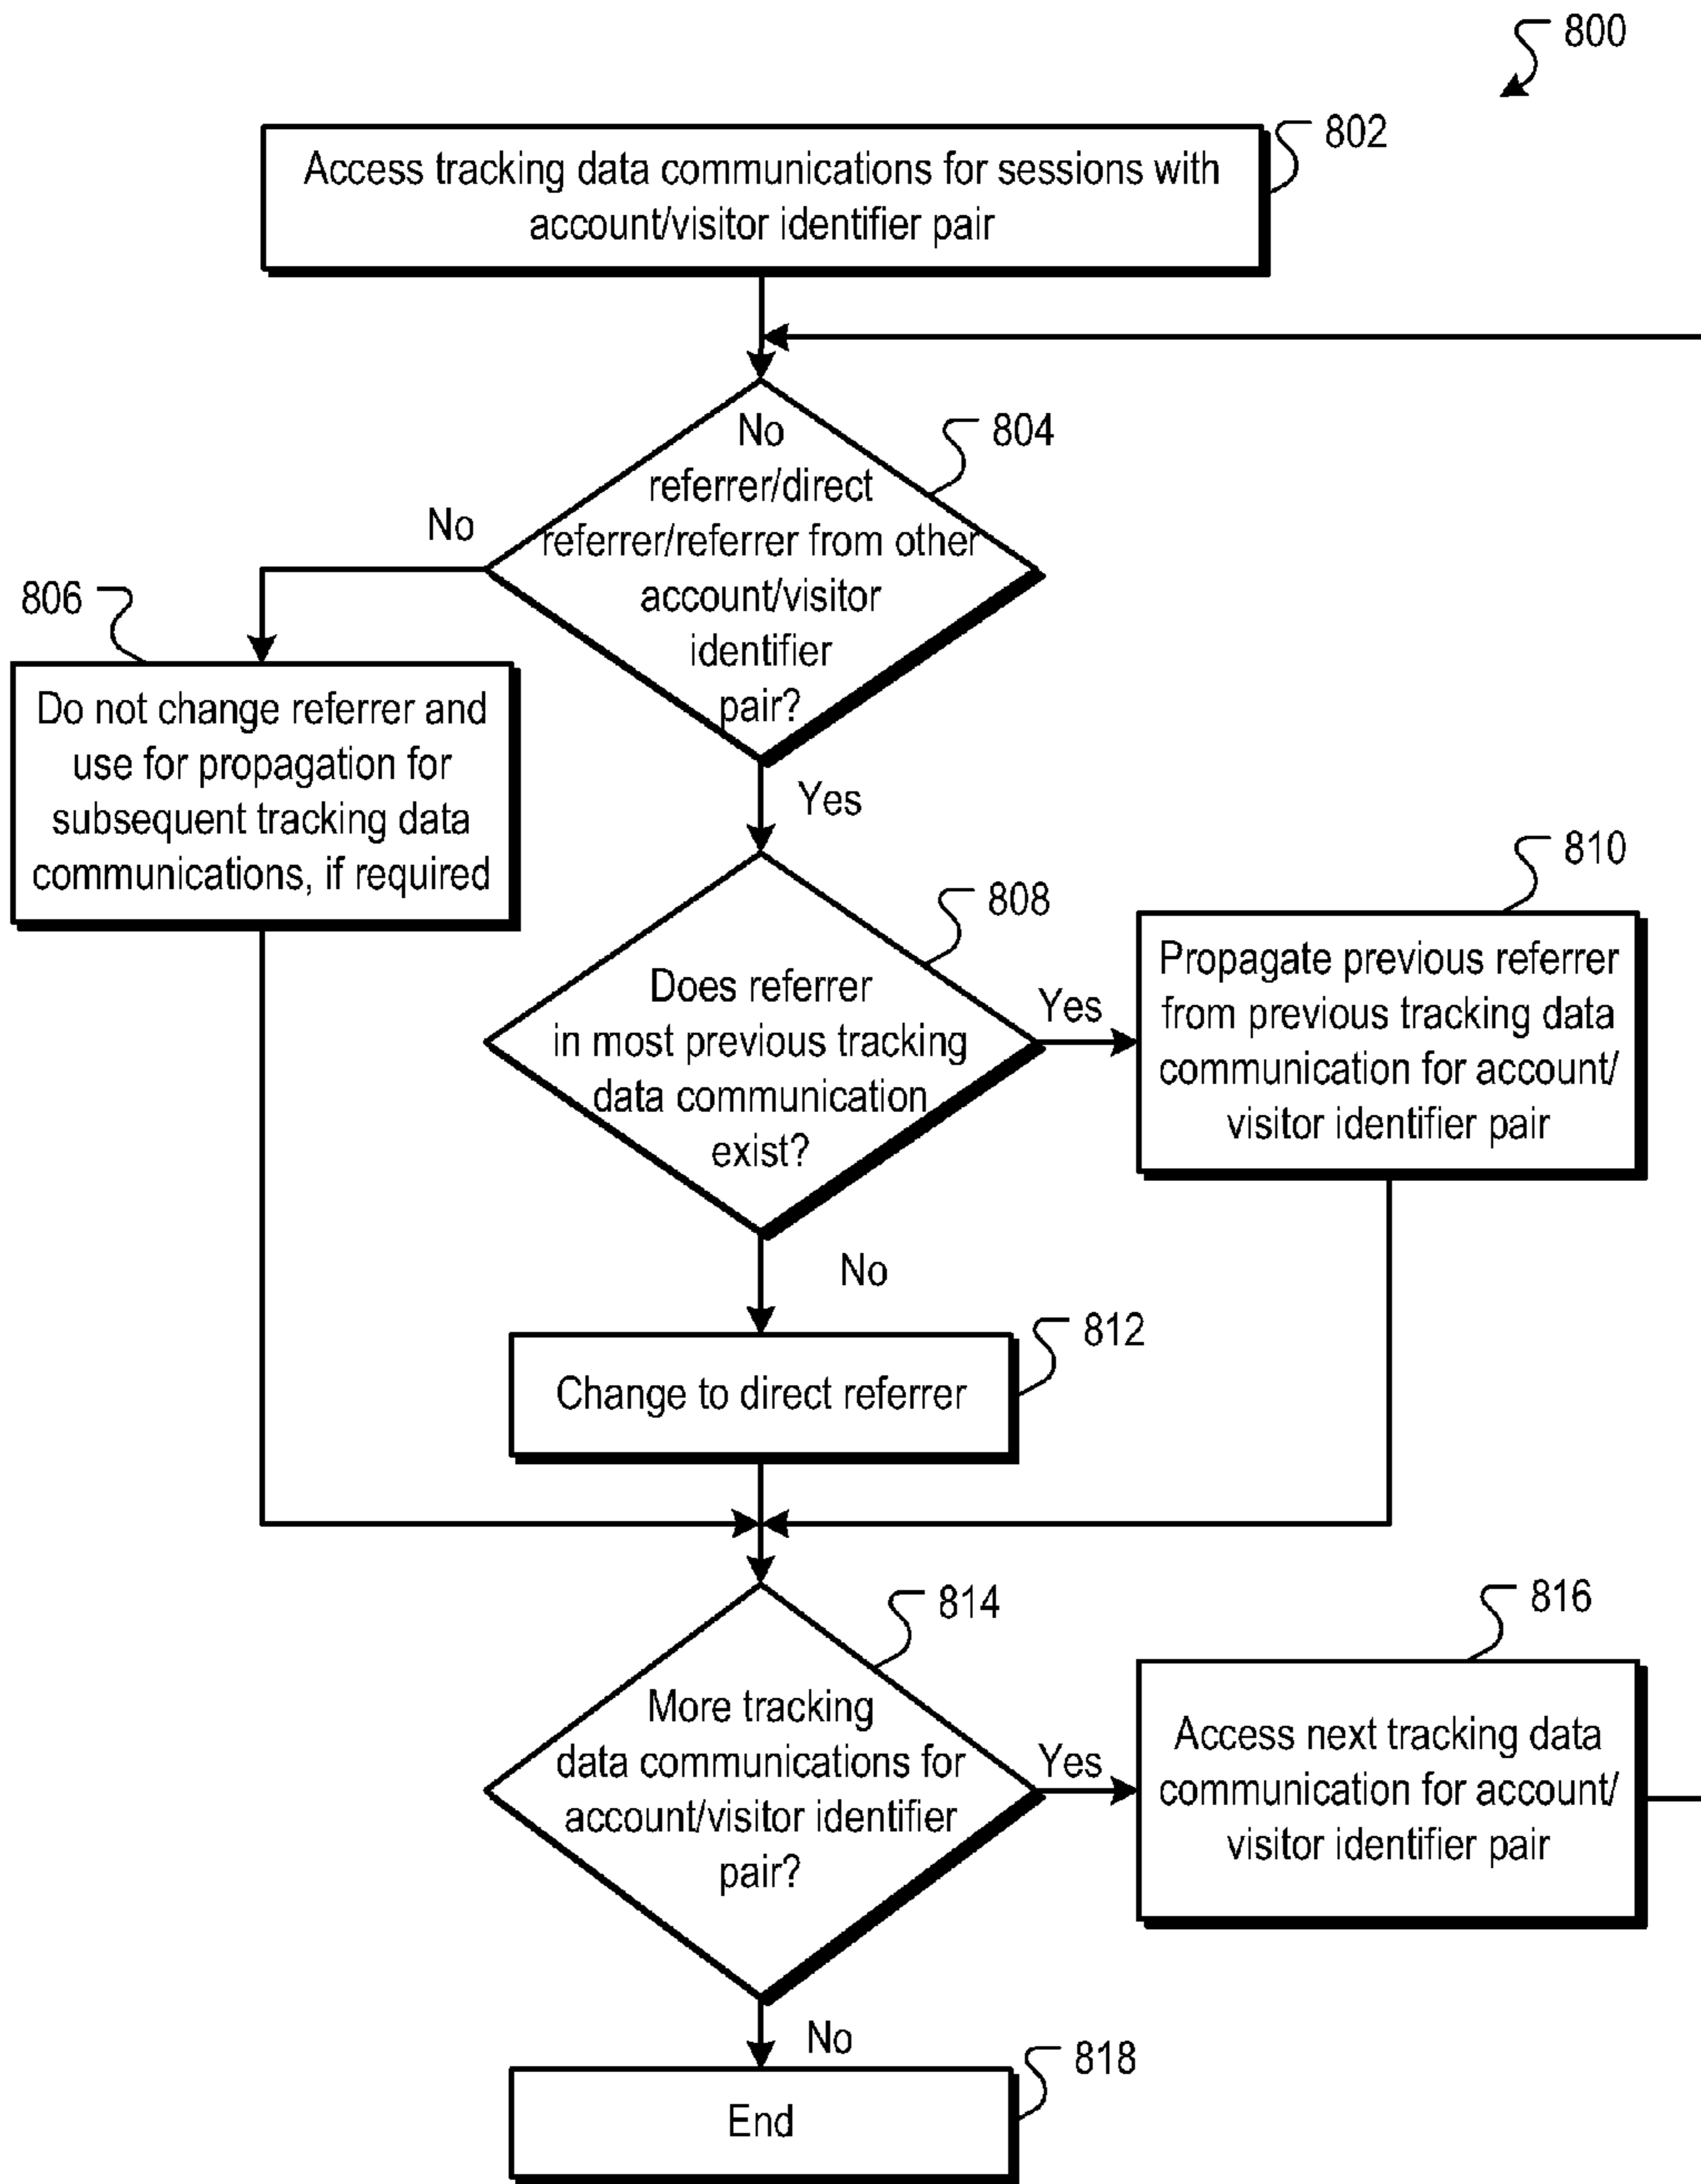 800
802
Access tracking data communications for sessions with
account/visitor identifier pair
804
No
referrer/direct
referrer/referrer from other
account/visitor
identifier
pair?
No
806
Do not change referrer and
use for propagation for
subsequent tracking data
communications, if required
Yes
808
Does referrer
in most previous tracking
data communication
exist?
Yes
810
Propagate previous referrer
from previous tracking data
communication for account/
visitor identifier pair
No
812
Change to direct referrer
814
More tracking
data communications for
account/visitor identifier
pair?
Yes
816
Access next tracking data
communication for account/
visitor identifier pair
No
818
End